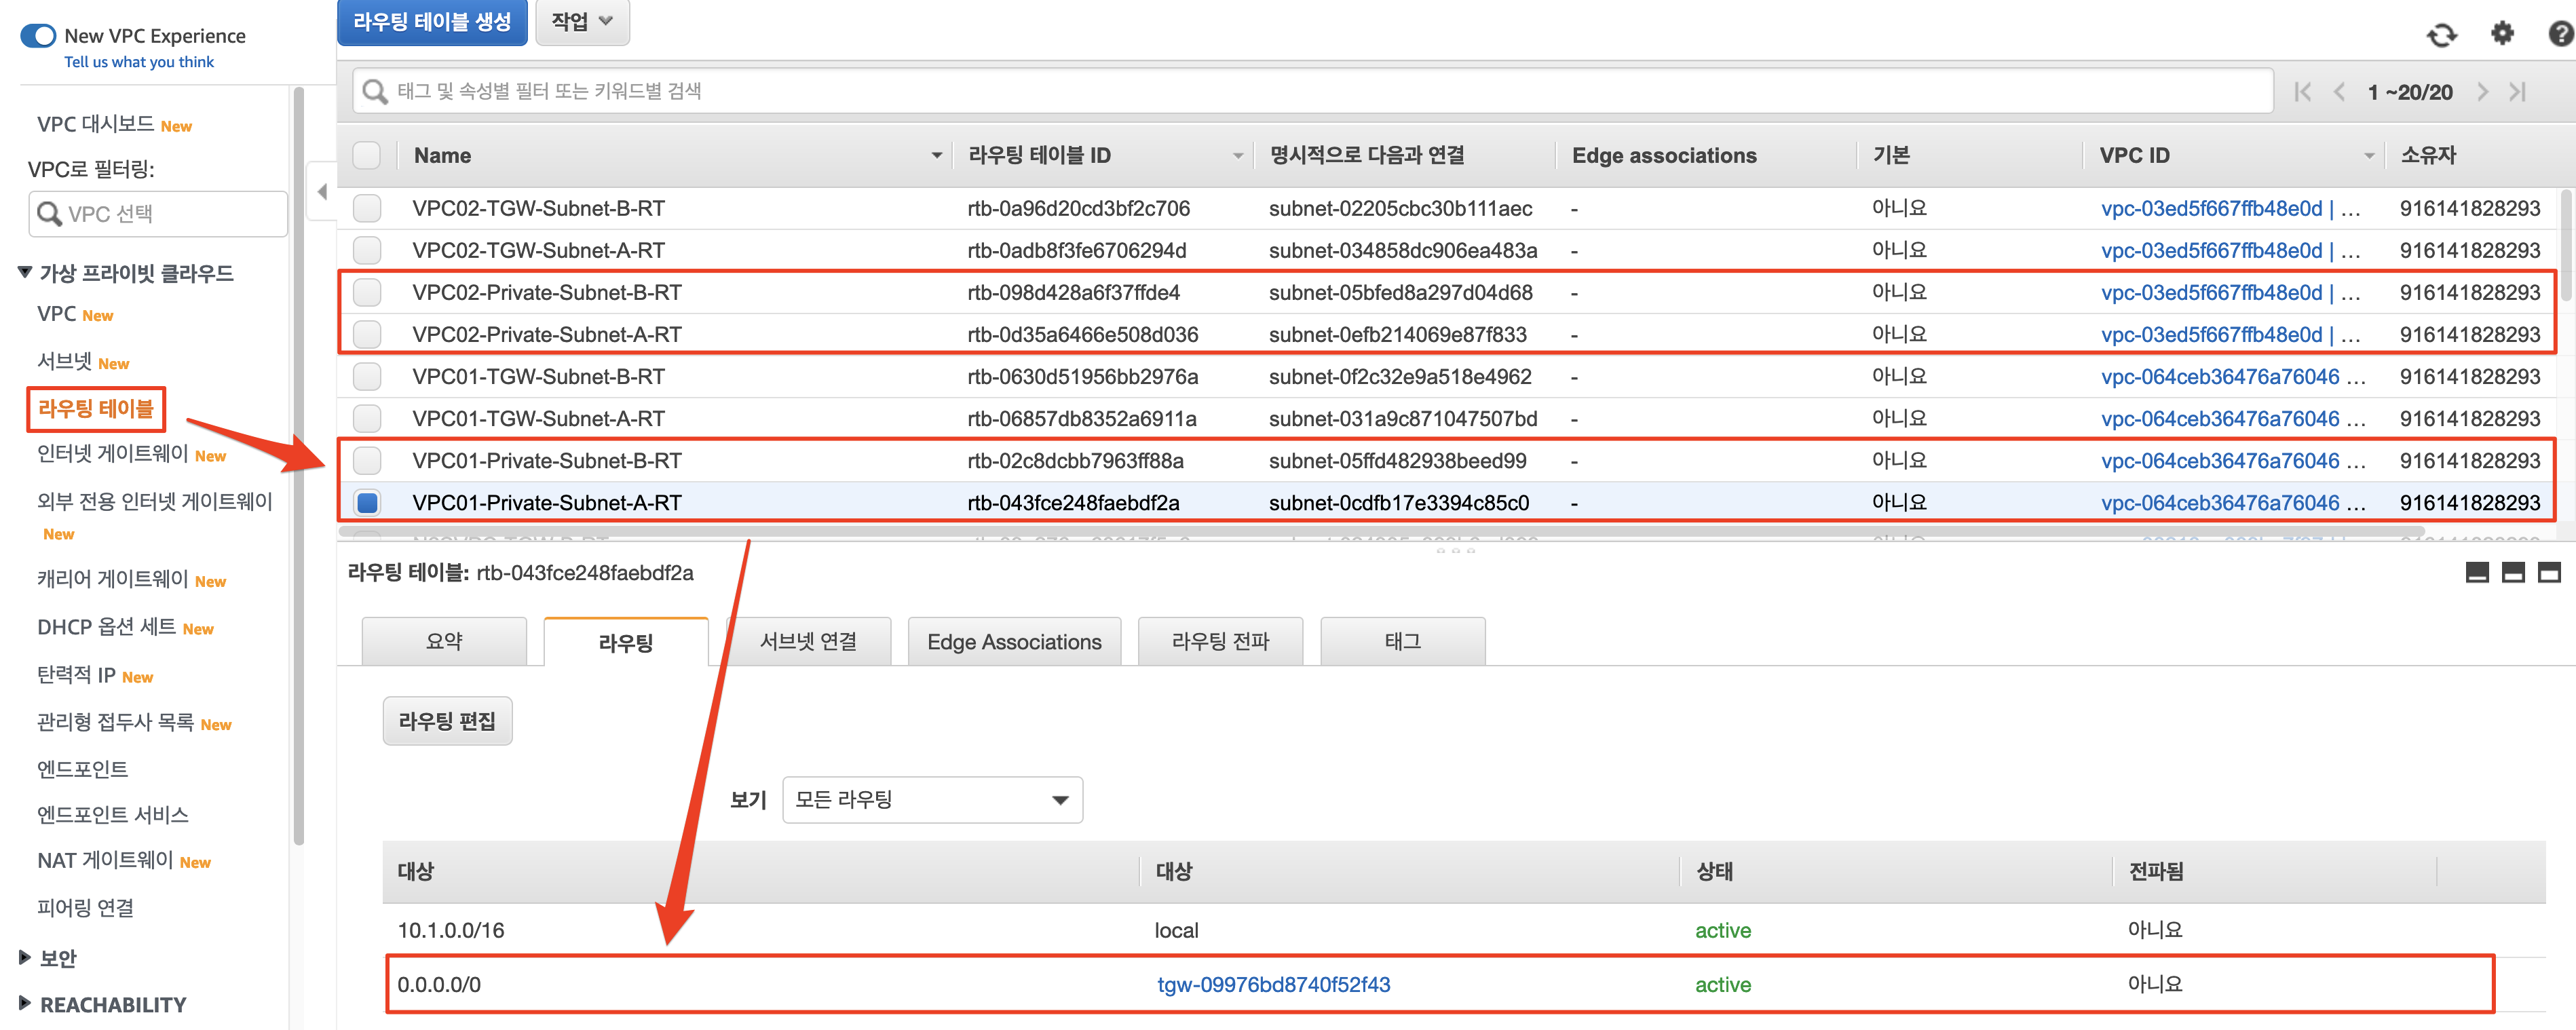 New VPC Experience
Tell us what you think
VPC 대시보드 New
VPC로 필터링:
VPC 선택
가상 프라이빗 클라우드
VPC New
서브넷 New
라우팅 테이블
인터넷 게이트웨이 New
외부 전용 인터넷 게이트웨이
New
캐리어 게이트웨이 New
DHCP 옵션 세트 New
탄력적 IP New
관리형 접두사 목록 New
엔드포인트
엔드포인트 서비스
NAT 게이트웨이 New
피어링 연결
보안
REACHABILITY
라우팅 테이블 생성 작업
태그 및 속성별 필터 또는 키워드별 검색 1 ~20/20
Name 라우팅 테이블 ID 명시적으로 다음과 연결 Edge associations 기본 VPC ID 소유자
VPC02-TGW-Subnet-B-RT rtb-0a96d20cd3bf2c706 subnet-02205cbc30b111aec - 아니요 vpc-03ed5f667ffb48e0d | ... 916141828293
VPC02-TGW-Subnet-A-RT rtb-0adb8f3fe6706294d subnet-034858dc906ea483a - 아니요 vpc-03ed5f667ffb48e0d | ... 916141828293
VPC02-Private-Subnet-B-RT rtb-098d428a6f37ffde4 subnet-05bfed8a297d04d68 - 아니요 vpc-03ed5f667ffb48e0d | ... 916141828293
VPC02-Private-Subnet-A-RT rtb-0d35a6466e508d036 subnet-0efb214069e87f833 - 아니요 vpc-03ed5f667ffb48e0d | ... 916141828293
VPC01-TGW-Subnet-B-RT rtb-0630d51956bb2976a subnet-0f2c32e9a518e4962 - 아니요 vpc-064ceb36476a76046 ... 916141828293
VPC01-TGW-Subnet-A-RT rtb-06857db8352a6911a subnet-031a9c871047507bd - 아니요 vpc-064ceb36476a76046 ... 916141828293
VPC01-Private-Subnet-B-RT rtb-02c8dcbb7963ff88a subnet-05ffd482938beed99 - 아니요 vpc-064ceb36476a76046 ... 916141828293
VPC01-Private-Subnet-A-RT rtb-043fce248faebdf2a subnet-0cdfb17e3394c85c0 - 아니요 vpc-064ceb36476a76046 ... 916141828293
라우팅 테이블: rtb-043fce248faebdf2a
요약 라우팅 서브넷 연결 Edge Associations 라우팅 전파 태그
라우팅 편집
보기 모든 라우팅
대상 대상 상태 전파됨
10.1.0.0/16 local active 아니요
0.0.0.0/0 tgw-09976bd8740f52f43 active 아니요